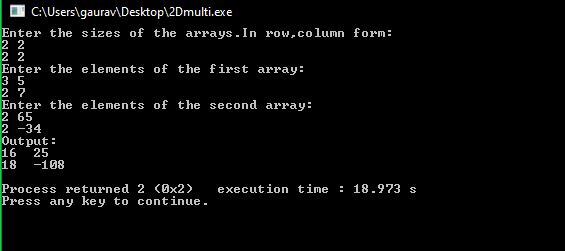 C:\Users\gaurav\Desktop\2Dmulti.exe
Enter the sizes of the arrays.In row,column form:
2 2
2 2
Enter the elements of the first array:
3 5
2 7
Enter the elements of the second array:
2 65
2 -34
Output:
16  25
18  -108
Process returned 2 (0x2)   execution time : 18.973 s
Press any key to continue.